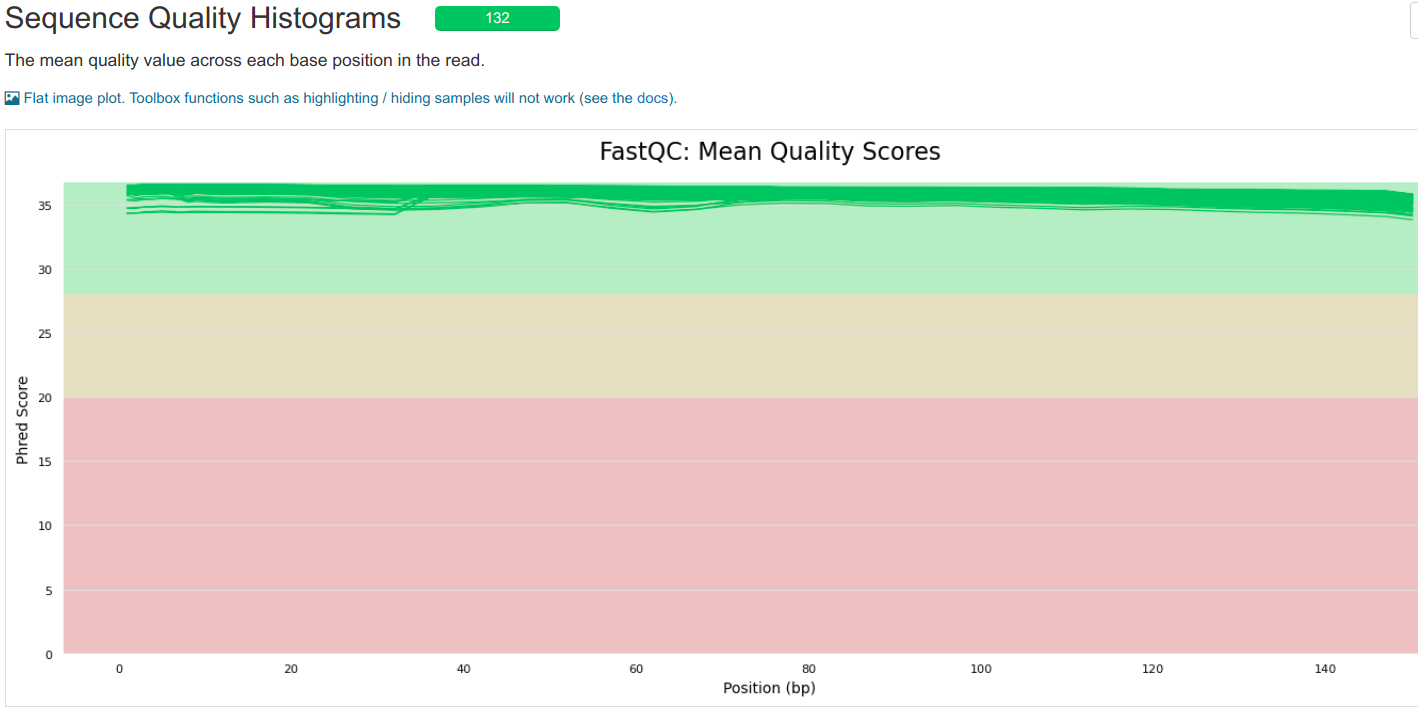 Sequence Quality Histograms 132
The mean quality value across each base position in the read.
Flat image plot. Toolbox functions such as highlighting / hiding samples will not work (see the docs).
FastQC: Mean Quality Scores
35
30
25
20
15
10
5
0
Phred Score
0 20 40 60 80 100 120 140
Position (bp)